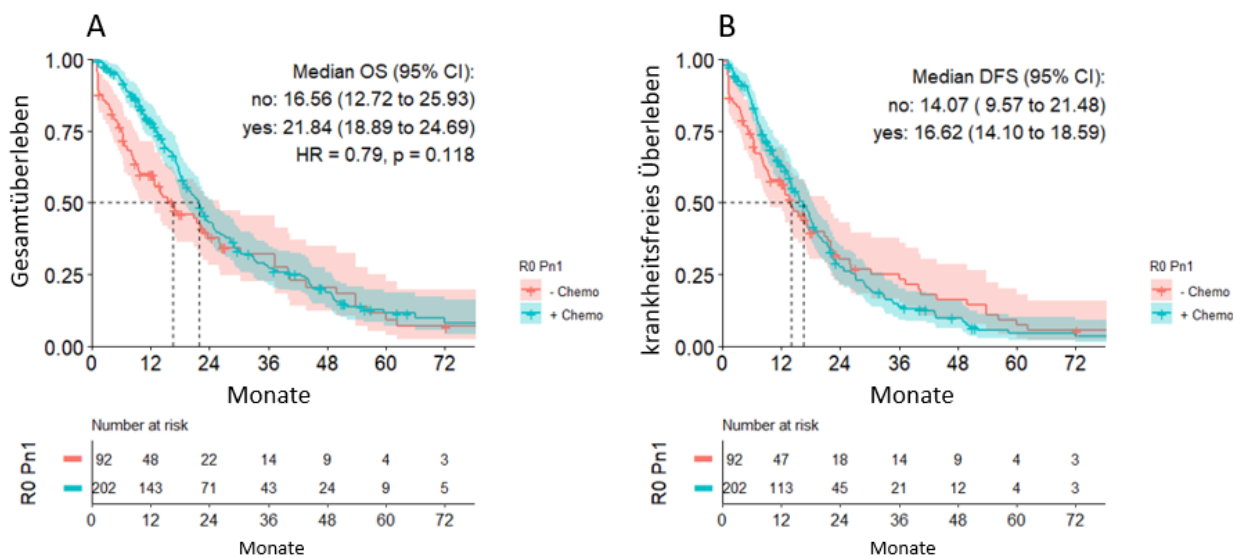 A
Gesamtüberleben
1.00
0.75
0.50
0.25
0.00
Median OS (95% CI):
no: 16.56 (12.72 to 25.93)
yes: 21.84 (18.89 to 24.69)
HR = 0.79, p = 0.118
R0 Pn1
- Chemo
+ Chemo
0 12 24 36 48 60 72
Monate
Number at risk
R0 Pn1
92 48 22 14 9 4 3
202 143 71 43 24 9 5
0 12 24 36 48 60 72
Monate
B
krankheitsfreies Überleben
1.00
0.75
0.50
0.25
0.00
Median DFS (95% CI):
no: 14.07 ( 9.57 to 21.48)
yes: 16.62 (14.10 to 18.59)
R0 Pn1
- Chemo
+ Chemo
0 12 24 36 48 60 72
Monate
Number at risk
R0 Pn1
92 47 18 14 9 4 3
202 113 45 21 12 4 3
0 12 24 36 48 60 72
Monate